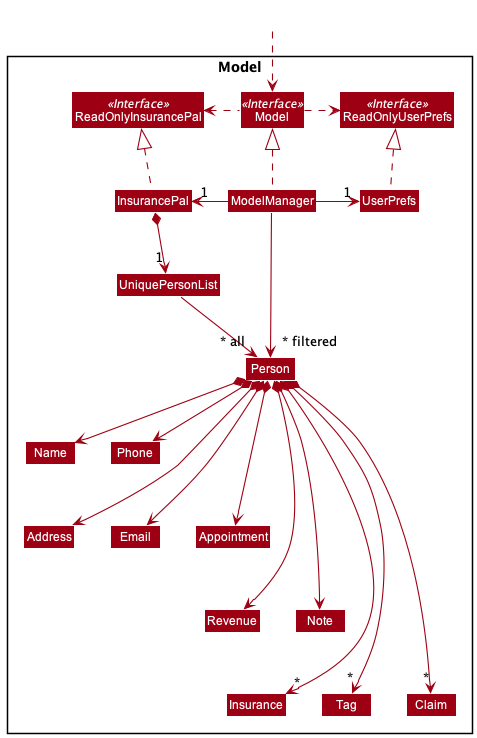 Model
«Interface»
ReadOnlyInsurancePal
«Interface»
Model
«Interface»
ReadOnlyUserPrefs
InsurancePal
1
ModelManager
1
UserPrefs
1
UniquePersonList
* all
* filtered
Person
Name
Phone
Address
Email
Appointment
Revenue
Note
*
*
*
Insurance
Tag
Claim